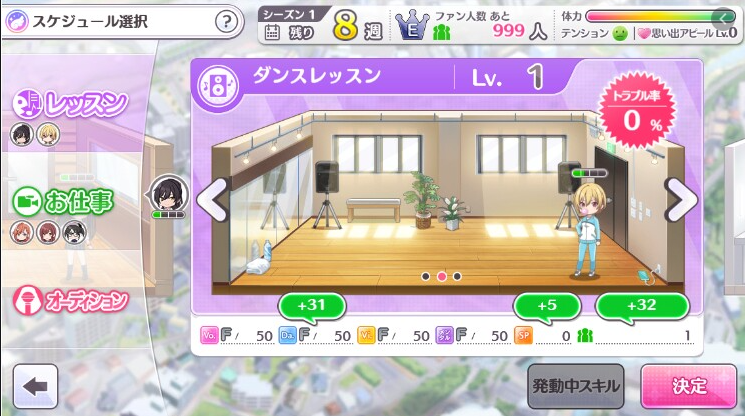 スケジュール選択 ?
シーズン1
残り 8 週
E ファン人数 あと 999 人
体力
テンション 思い出アピール Lv.0
ダンスレッスン Lv. 1
トラブル率
0 %
レッスン
お仕事
オーディション
+31 +5 +32
Vo. F / 50 Da. F / 50 Vi. F / 50 メンタル F / 50 SP 0 1
発動中スキル 決定